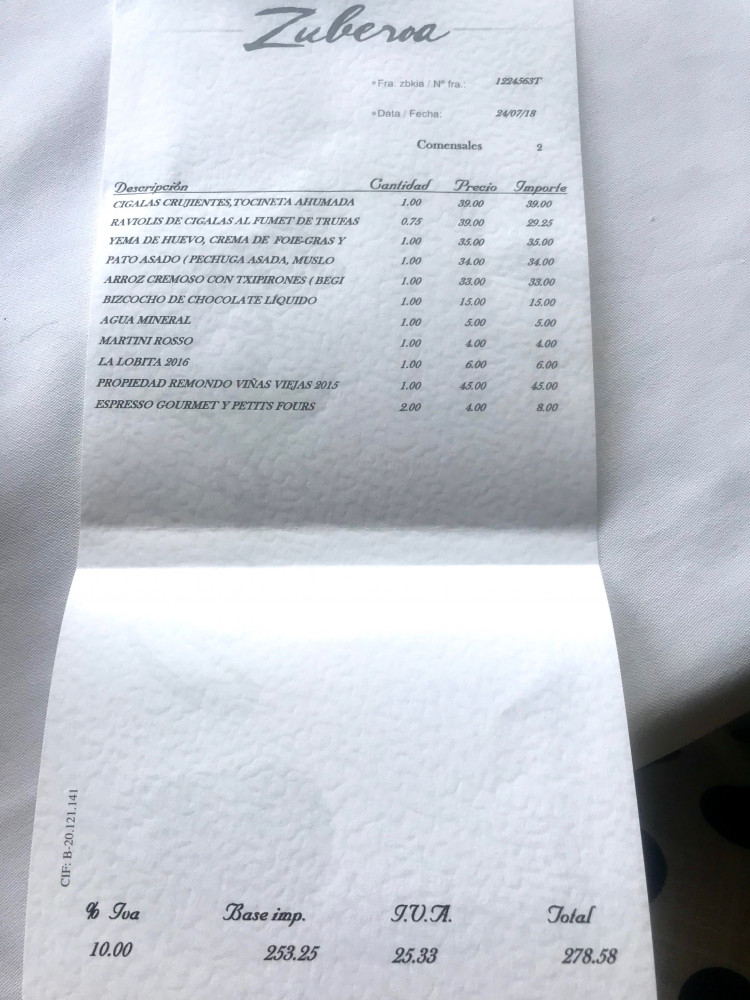 Zuberoa
•Fra. zbkia / Nº fra.: 1224563T
•Data / Fecha: 24/07/18
Comensales 2
Descripción Cantidad Precio Importe
CIGALAS CRUJIENTES,TOCINETA AHUMADA 1.00 39.00 39.00
RAVIOLIS DE CIGALAS AL FUMET DE TRUFAS 0.75 39.00 29.25
YEMA DE HUEVO, CREMA DE FOIE-GRAS Y 1.00 35.00 35.00
PATO ASADO ( PECHUGA ASADA, MUSLO 1.00 34.00 34.00
ARROZ CREMOSO CON TXIPIRONES ( BEGI 1.00 33.00 33.00
BIZCOCHO DE CHOCOLATE LÍQUIDO 1.00 15.00 15.00
AGUA MINERAL 1.00 5.00 5.00
MARTINI ROSSO 1.00 4.00 4.00
LA LOBITA 2016 1.00 6.00 6.00
PROPIEDAD REMONDO VIÑAS VIEJAS 2015 1.00 45.00 45.00
ESPRESSO GOURMET Y PETITS FOURS 2.00 4.00 8.00
CIF: B-20.121.141
% Iva Base imp. I.V.A. Total
10.00 253.25 25.33 278.58